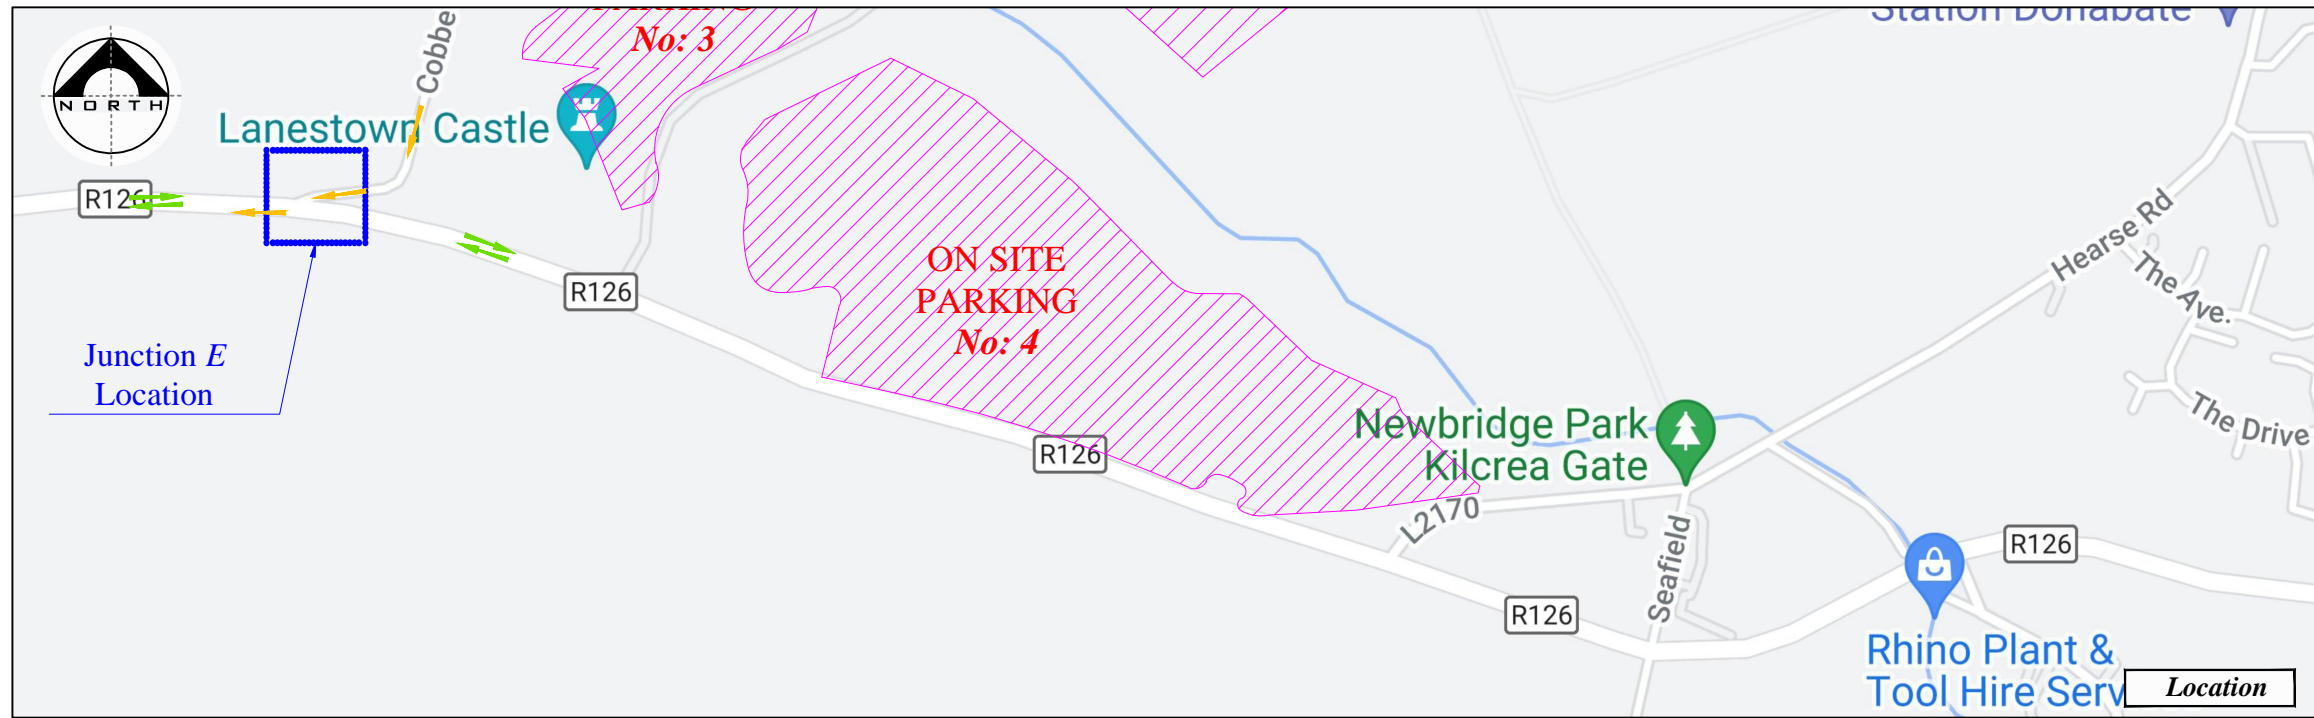 PARKING
No: 3
Station Donabate
Cobbe
NORTH
Lanestown Castle
R126
Hearse Rd
The Ave.
ON SITE
PARKING
No: 4
R126
Junction E
Location
The Drive
Newbridge Park
Kilcrea Gate
R126
L2170
Seafield
R126
R126
Rhino Plant &
Tool Hire Serv
Location